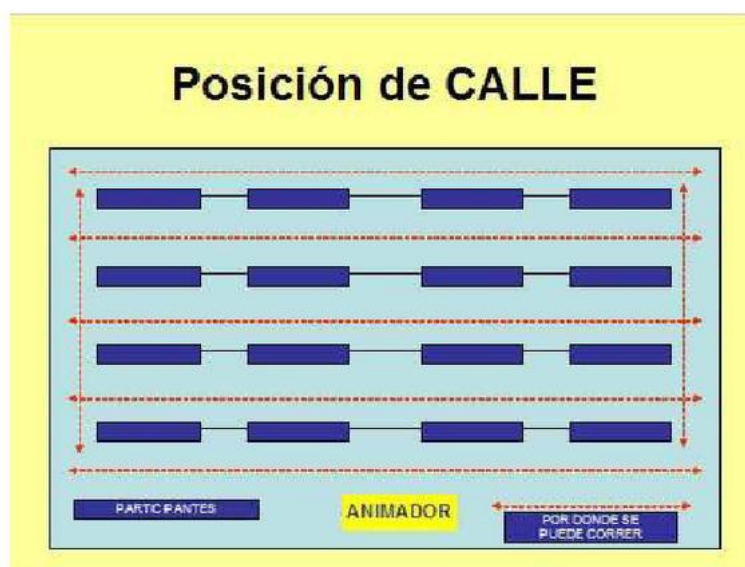 Posición de CALLE
PARTICIPANTES
ANIMADOR
POR DONDE SE
PUEDE CORRER